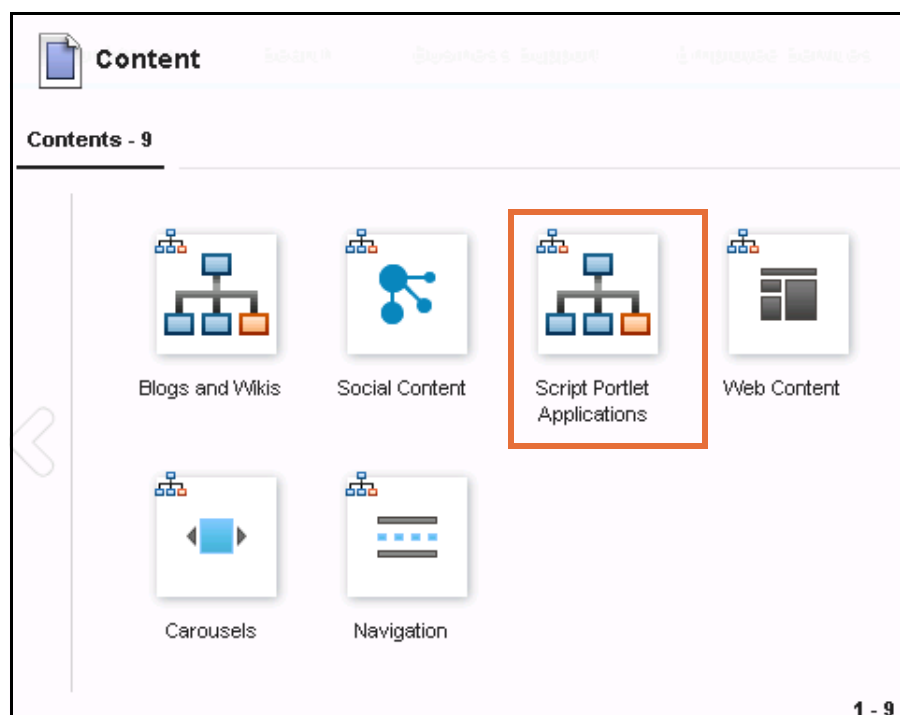 Content
Contents - 9
Blogs and Wikis
Social Content
Script Portlet
Applications
Web Content
Carousels
Navigation
1 - 9